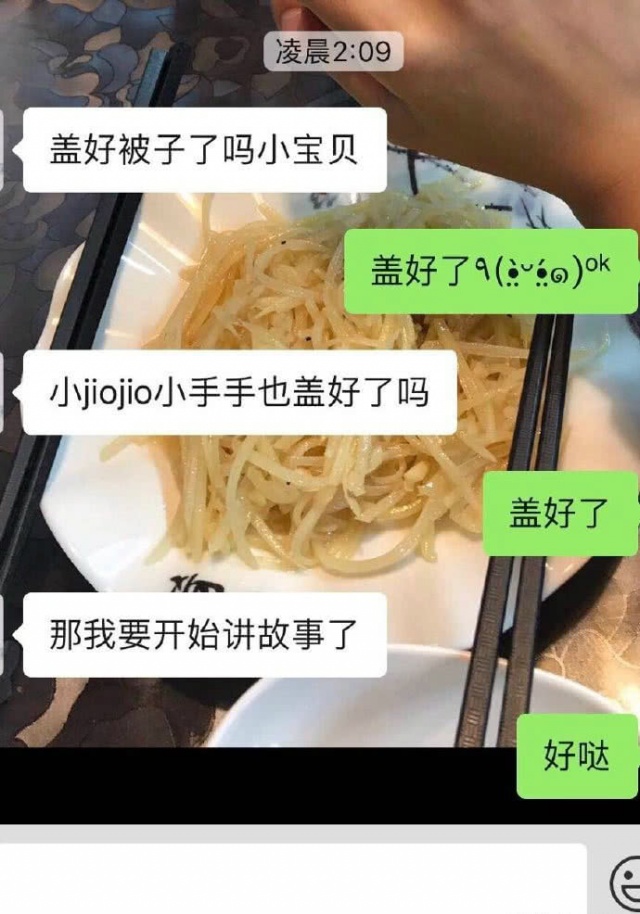 凌晨2:09
盖好被子了吗小宝贝
盖好了٩(๑̤̀ᵕ๑̤́๑)ᵒᵏ
小jiojio小手手也盖好了吗
盖好了
那我要开始讲故事了
好哒